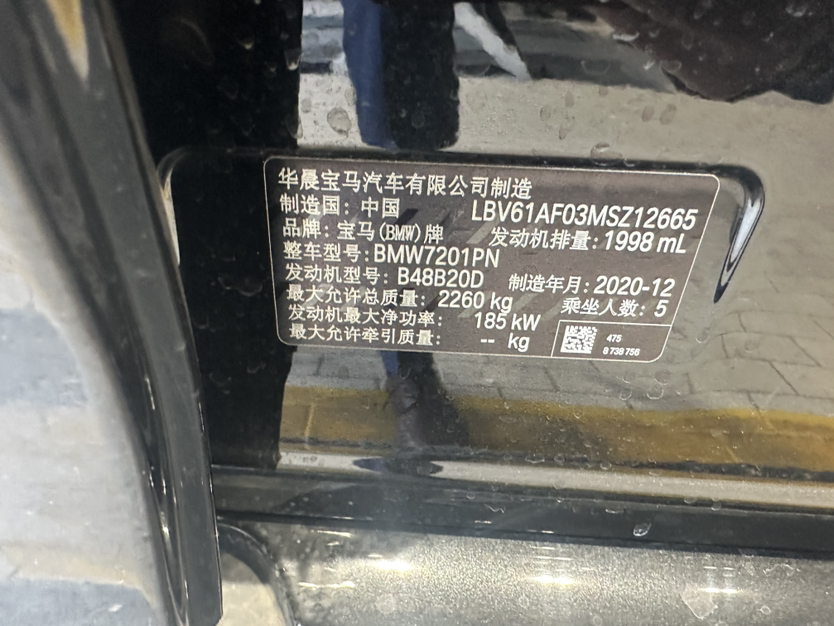 华晨宝马汽车有限公司制造
制造国: 中国 LBV61AF03MSZ12665
品牌: 宝马(BMW)牌 发动机排量: 1998 mL
整车型号: BMW7201PN
发动机型号: B48B20D 制造年月: 2020-12
最大允许总质量: 2260 kg 乘坐人数: 5
发动机最大净功率: 185 kW
最大允许牵引质量: -- kg
475
8 738 756